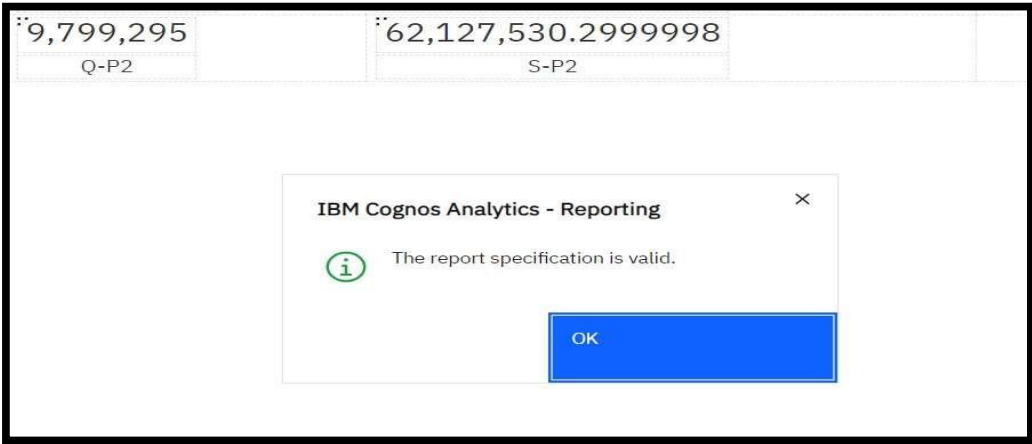 9,799,295 62,127,530.2999998
Q-P2 S-P2
IBM Cognos Analytics - Reporting
The report specification is valid.
OK